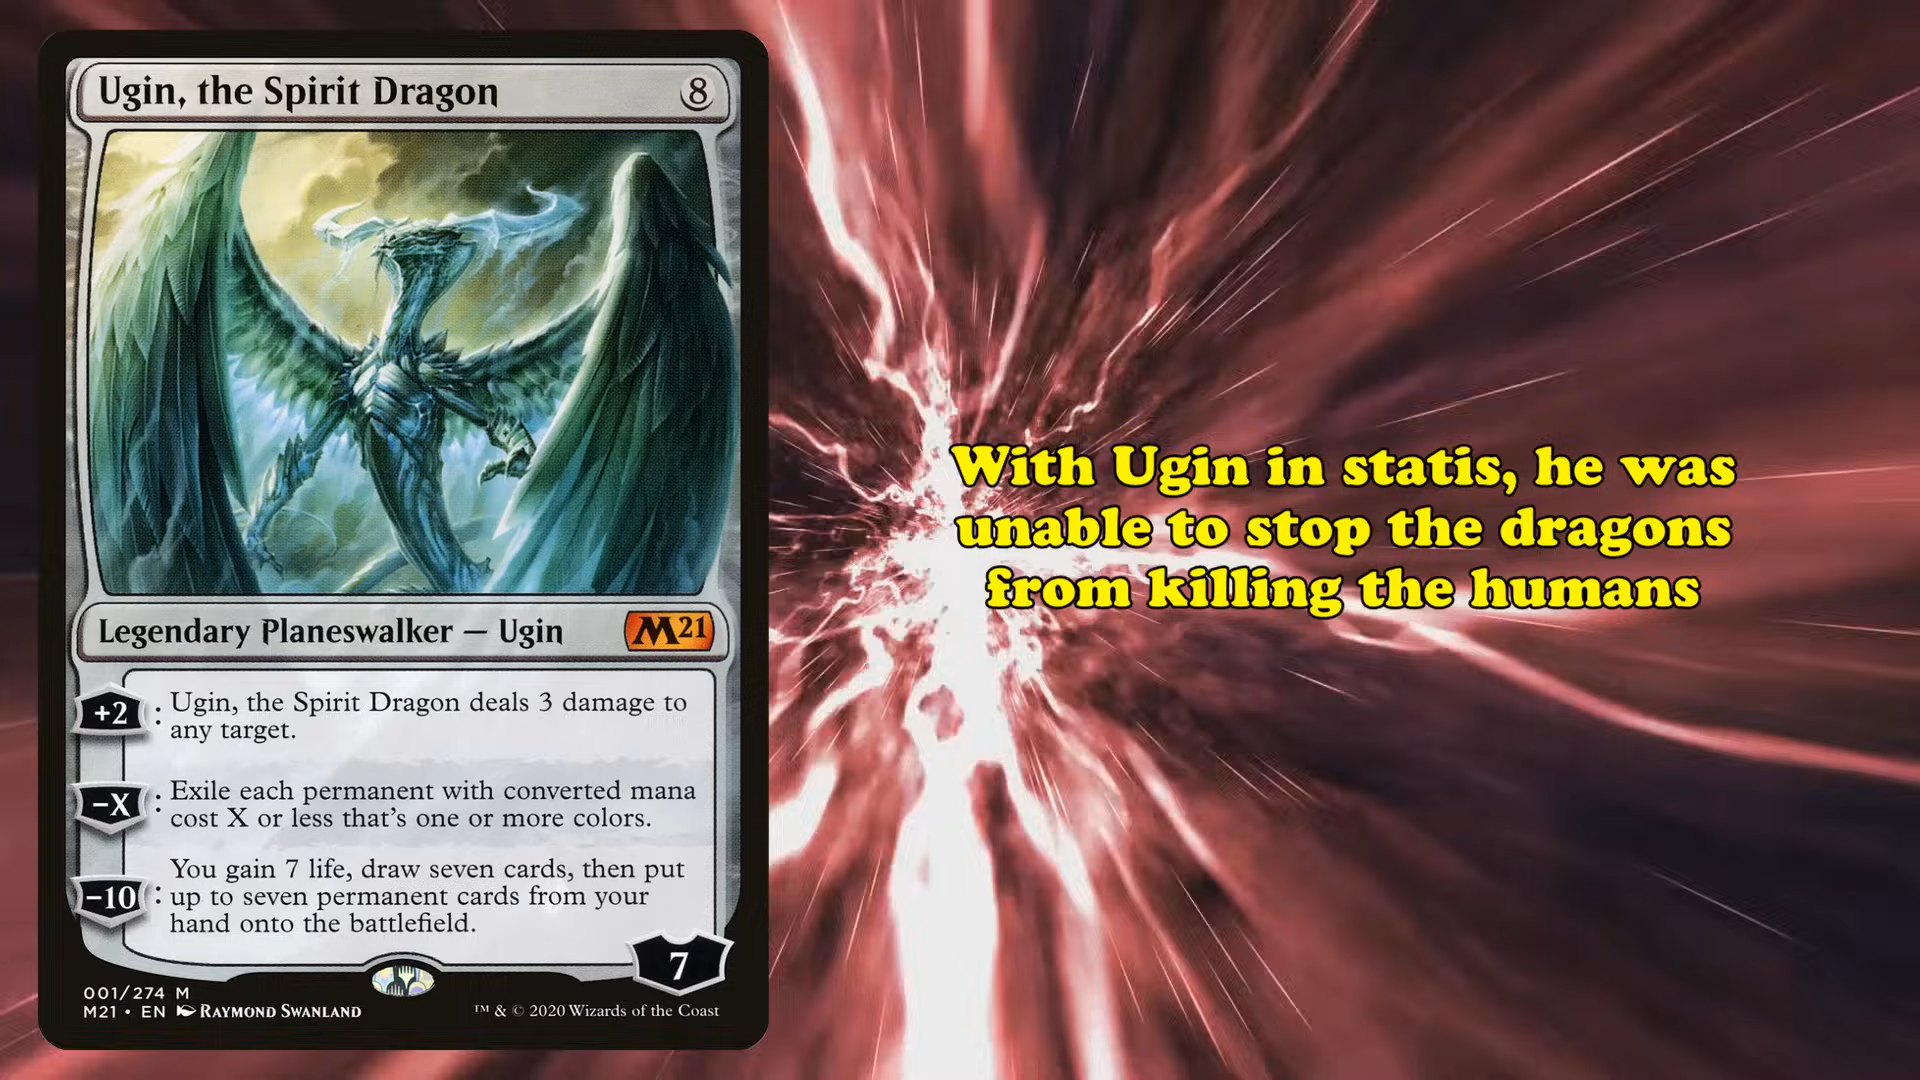 Ugin, the Spirit Dragon 8
Legendary Planeswalker — Ugin M21
+2 : Ugin, the Spirit Dragon deals 3 damage to
any target.
−X : Exile each permanent with converted mana
cost X or less that's one or more colors.
You gain 7 life, draw seven cards, then put
−10 : up to seven permanent cards from your
hand onto the battlefield.
7
001/274 M
M21 • EN RAYMOND SWANLAND
™ & © 2020 Wizards of the Coast
With Ugin in statis, he was
unable to stop the dragons
from killing the humans